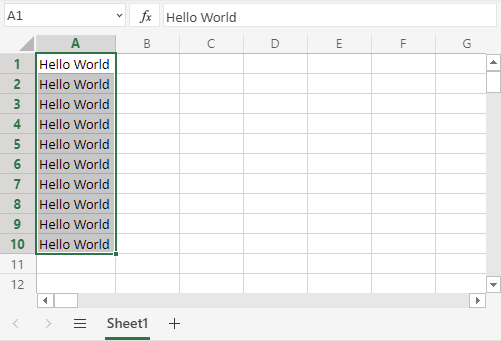 A1 fx Hello World
A B C D E F G
1 Hello World
2 Hello World
3 Hello World
4 Hello World
5 Hello World
6 Hello World
7 Hello World
8 Hello World
9 Hello World
10 Hello World
11
12
Sheet1